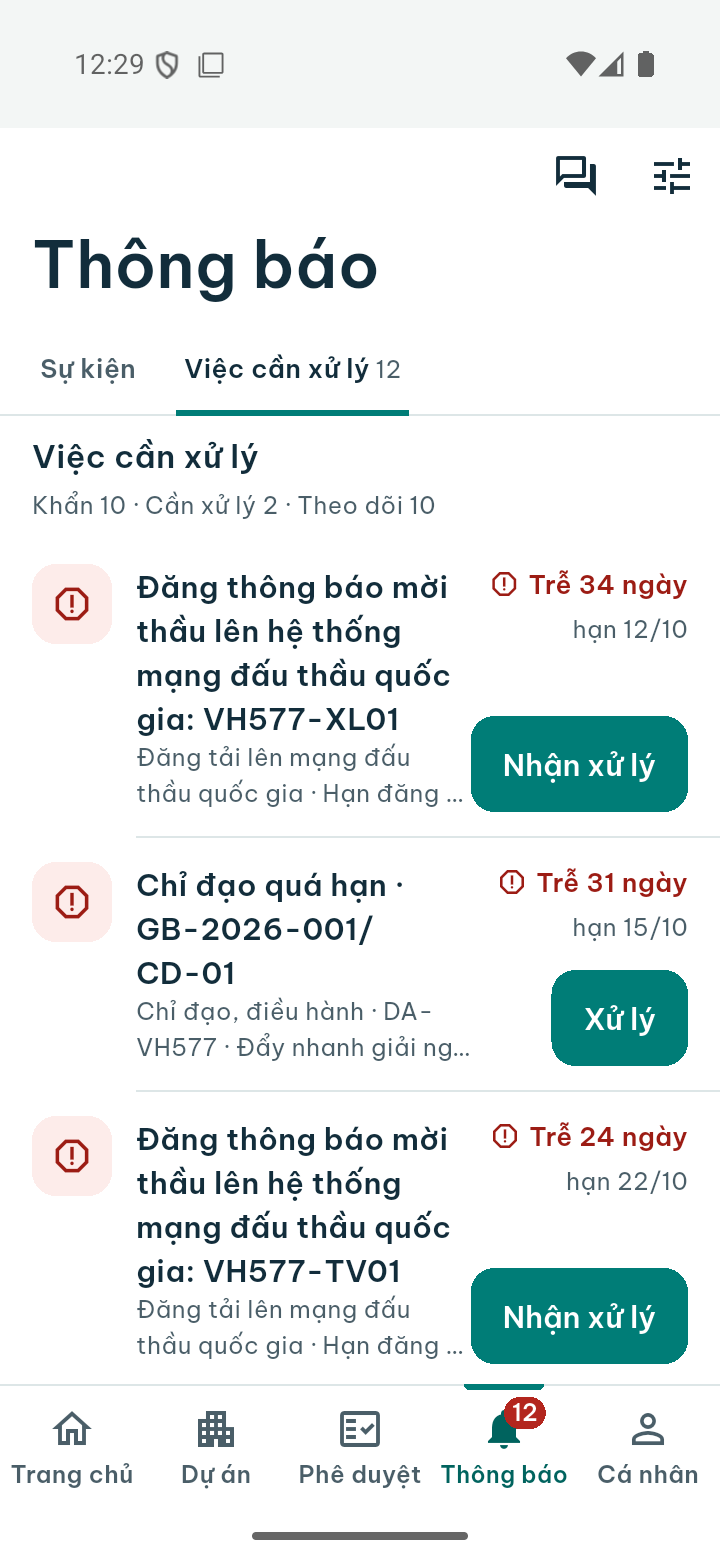 12:29
Thông báo
Sự kiện
Việc cần xử lý 12
Việc cần xử lý
Khẩn 10 · Cần xử lý 2 · Theo dõi 10
Đăng thông báo mời
thầu lên hệ thống
mạng đấu thầu quốc
gia: VH577-XL01
Đăng tải lên mạng đấu
thầu quốc gia · Hạn đăng ...
Trễ 34 ngày
hạn 12/10
Nhận xử lý
Chỉ đạo quá hạn ·
GB-2026-001/
CD-01
Chỉ đạo, điều hành · DA-
VH577 · Đẩy nhanh giải ng...
Trễ 31 ngày
hạn 15/10
Xử lý
Đăng thông báo mời
thầu lên hệ thống
mạng đấu thầu quốc
gia: VH577-TV01
Đăng tải lên mạng đấu
thầu quốc gia · Hạn đăng ...
Trễ 24 ngày
hạn 22/10
Nhận xử lý
Trang chủ
Dự án
Phê duyệt
12
Thông báo
Cá nhân